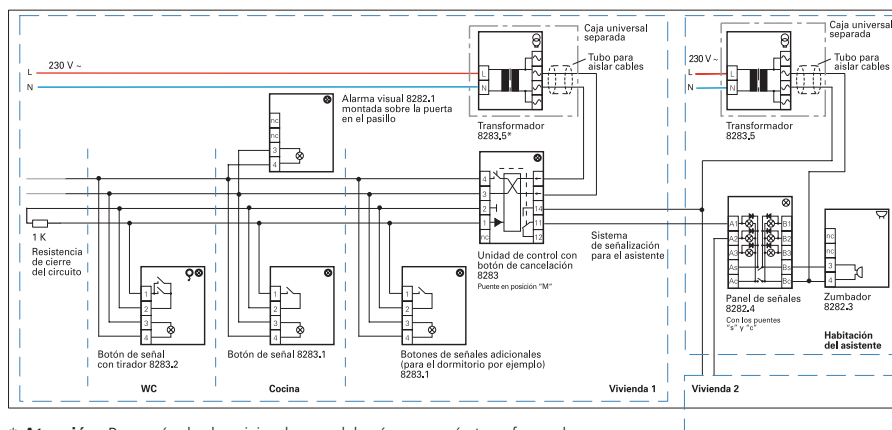 Caja universal
separada
Caja universal
separada
230 V ~
L
N
L
N
Tubo para
aislar cables
230 V ~
L
N
L
N
Tubo para
aislar cables
Alarma visual 8282.1
montada sobre la puerta
en el pasillo
nc
nc
3
4
Transformador
8283.5*
Transformador
8283.5
4
3
2
1
nc
14
11
12
1 K
Resistencia
de cierre
del circuito
Unidad de control con
botón de cancelación
8283
Puente en posición "M"
Sistema
de señalización
para el asistente
A1
A2
A3
As
Ac
B1
B2
B3
Bs
Bc
nc
nc
3
4
Panel de señales
8282.4
Con los puentes
"s" y "c"
Zumbador
8282.3
1
2
3
4
1
2
3
4
1
2
3
4
Botón de señal
con tirador 8283.2
Botón de señal 8283.1
Botones de señales adicionales
(para el dormitorio por ejemplo)
8283.1
Habitación
del asistente
WC
Cocina
Vivienda 1
Vivienda 2